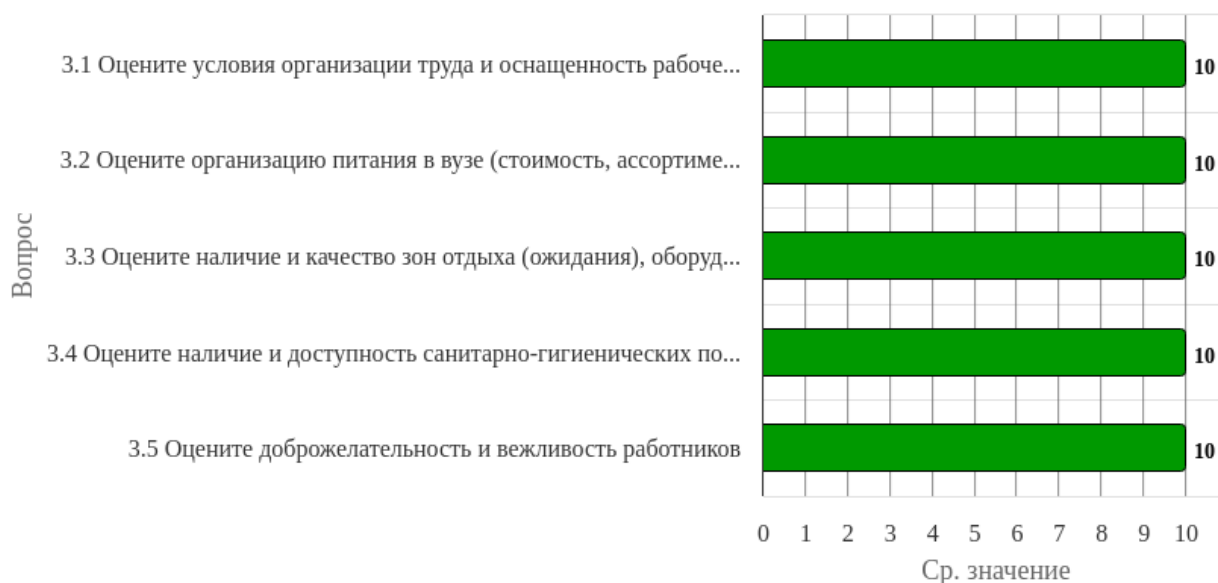 3.1 Оцените условия организации труда и оснащенность рабоче...
10
3.2 Оцените организацию питания в вузе (стоимость, ассортиме...
10
3.3 Оцените наличие и качество зон отдыха (ожидания), оборуд...
10
3.4 Оцените наличие и доступность санитарно-гигиенических по...
10
3.5 Оцените доброжелательность и вежливость работников
10
Вопрос
0 1 2 3 4 5 6 7 8 9 10
Ср. значение